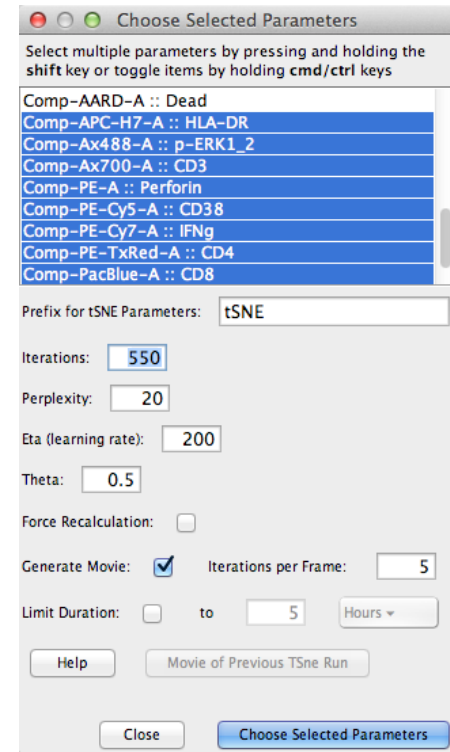 Choose Selected Parameters
Select multiple parameters by pressing and holding the
shift key or toggle items by holding cmd/ctrl keys
Comp-AARD-A :: Dead
Comp-APC-H7-A :: HLA-DR
Comp-Ax488-A :: p-ERK1_2
Comp-Ax700-A :: CD3
Comp-PE-A :: Perforin
Comp-PE-Cy5-A :: CD38
Comp-PE-Cy7-A :: IFNg
Comp-PE-TxRed-A :: CD4
Comp-PacBlue-A :: CD8
Prefix for tSNE Parameters: tSNE
Iterations: 550
Perplexity: 20
Eta (learning rate): 200
Theta: 0.5
Force Recalculation:
Generate Movie: Iterations per Frame: 5
Limit Duration: to 5 Hours
Help Movie of Previous TSne Run
Close Choose Selected Parameters